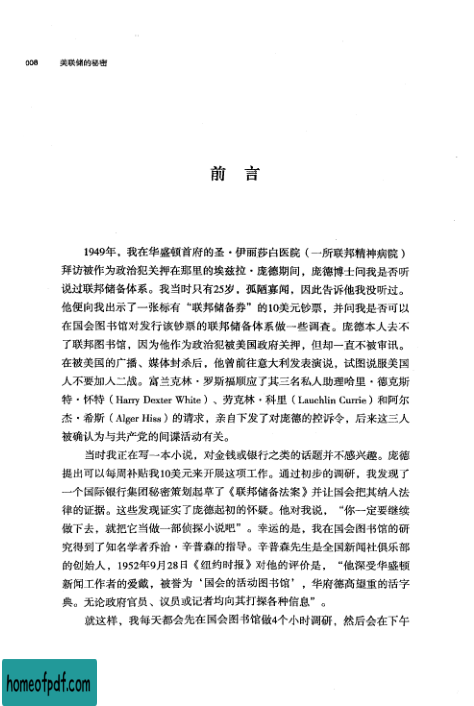 008 美联储的秘密
前 言
1949年，我在华盛顿首府的圣·伊丽莎白医院（一所联邦精神病院）
拜访被作为政治犯关押在那里的埃兹拉·庞德期间，庞德博士问我是否听
说过联邦储备体系。我当时只有25岁，孤陋寡闻，因此告诉他我没听过。
他便向我出示了一张标有“联邦储备券”的10美元钞票，并问我是否可以
在国会图书馆对发行该钞票的联邦储备体系做一些调查。庞德本人去不
了联邦图书馆，因为他作为政治犯被美国政府关押，但却一直不被审讯。
在被美国的广播、媒体封杀后，他曾前往意大利发表演说，试图说服美国
人不要加入二战。富兰克林·罗斯福顺应了其三名私人助理哈里·德克斯
特·怀特（Harry Dexter White）、劳克林·科里（Lauchlin Currie）和阿尔
杰·希斯（Alger Hiss）的请求，亲自下发了对庞德的控诉令，后来这三人
被确认为与共产党的间谍活动有关。
当时我正在写一本小说，对金钱或银行之类的话题并不感兴趣。庞德
提出可以每周补贴我10美元来开展这项工作。通过初步的调研，我发现了
一个国际银行集团秘密策划起草了《联邦储备法案》并让国会把其纳人法
律的证据。这些发现证实了庞德起初的怀疑。他对我说，“你一定要继续
做下去，就把它当做一部侦探小说吧”。幸运的是，我在国会图书馆的研
究得到了知名学者乔治·辛普森的指导。辛普森先生是全国新闻社俱乐部
的创始人，1952年9月28日《纽约时报》对他的评价是，“他深受华盛顿
新闻工作者的爱戴，被誉为‘国会的活动图书馆’，华府德高望重的活字
典。无论政府官员、议员或记者均向其打探各种信息”。
就这样，我每天都会先在国会图书馆做4个小时调研，然后会在下午
homeofpdf.com